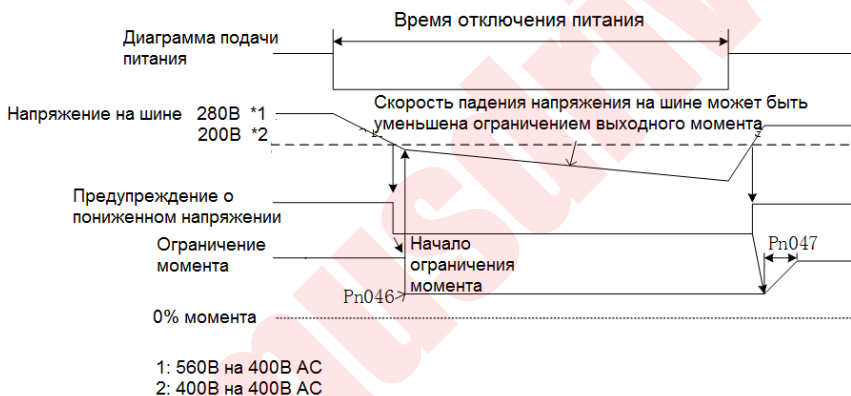 Время отключения питания
Диаграмма подачи
питания
Напряжение на шине 280В *1
200В *2
Скорость падения напряжения на шине может быть
уменьшена ограничением выходного момента
Предупреждение о
пониженном напряжении
Ограничение
момента
Начало
ограничения
момента
Pn047
Pn046
0% момента
1: 560В на 400В AC
2: 400В на 400В AC